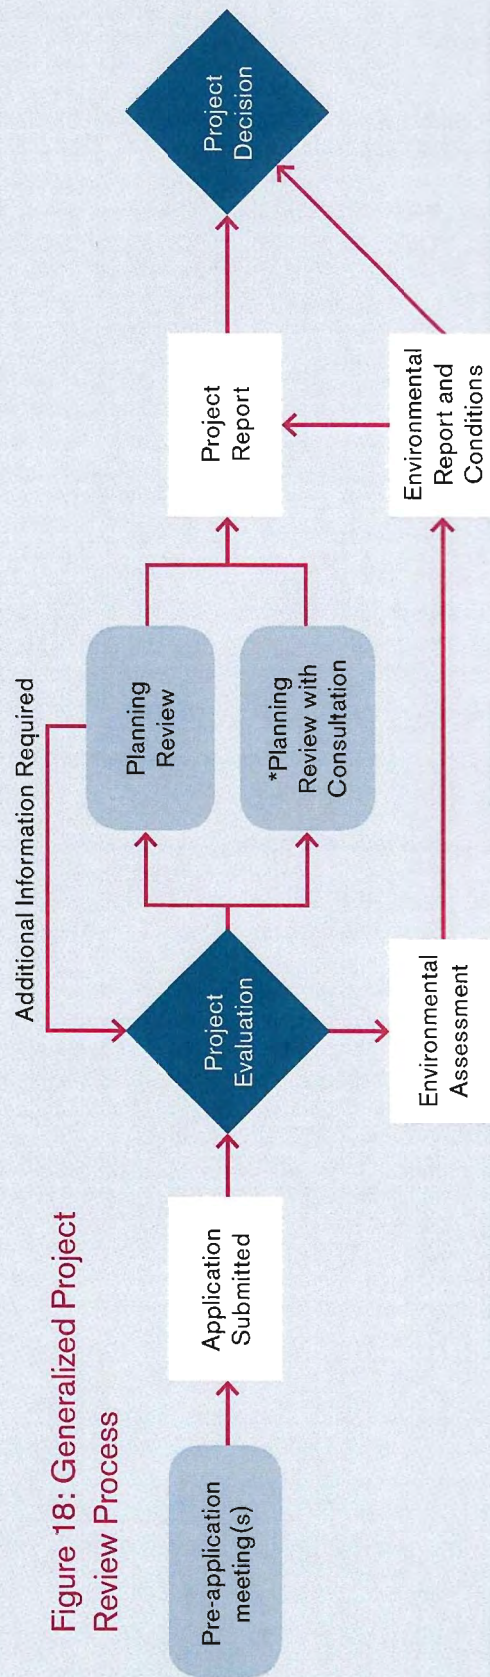 Figure 18: Generalized Project
Review Process
Pre-application
meeting(s)
Application
Submitted
Project
Evaluation
Additional Information Required
Planning
Review
*Planning
Review with
Consultation
Environmental
Assessment
Project
Report
Environmental
Report and
Conditions
Project
Decision